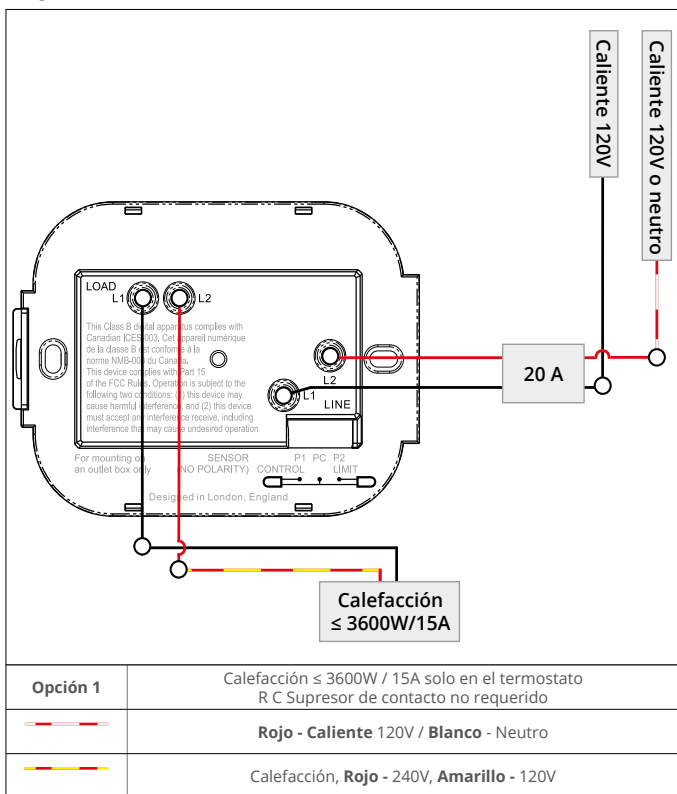 Caliente 120V
Caliente 120V o neutro
LOAD
L1
L2
This Class B digital apparatus complies with
Canadian ICES-003, Cet appareil numérique
de la classe B est conforme à la
norme NMB-003 du Canada.
This device complies with Part 15
of the FCC Rules. Operation is subject to the
following two conditions: (1) this device may
cause harmful interference, and (2) this device
must accept any interference receive, including
interference that may cause undesired operation
L2
L1
LINE
20 A
For mounting on
an outlet box only
SENSOR
(NO POLARITY)
P1 PC P2
CONTROL
LIMIT
Designed in London, England
Calefacción
≤ 3600W/15A
Opción 1
Calefacción ≤ 3600W / 15A solo en el termostato
R C Supresor de contacto no requerido
Rojo - Caliente 120V / Blanco - Neutro
Calefacción, Rojo - 240V, Amarillo - 120V